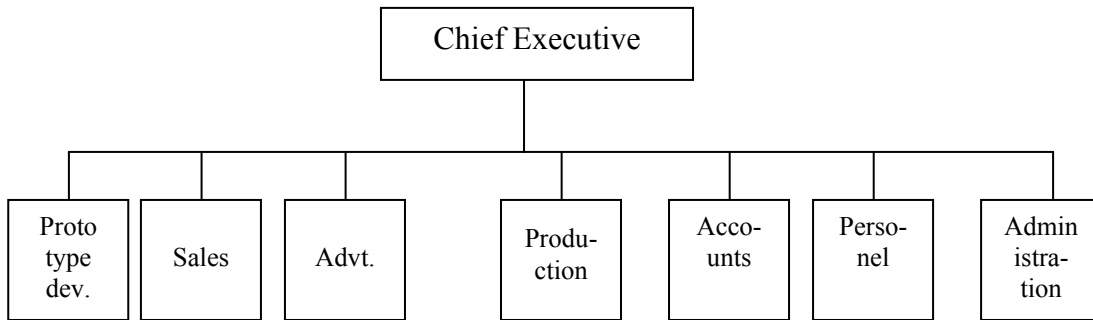 Chief Executive
Proto
type
dev.
Sales
Advt.
Produ-
ction
Acco-
unts
Perso-
nel
Admin
istra-
tion